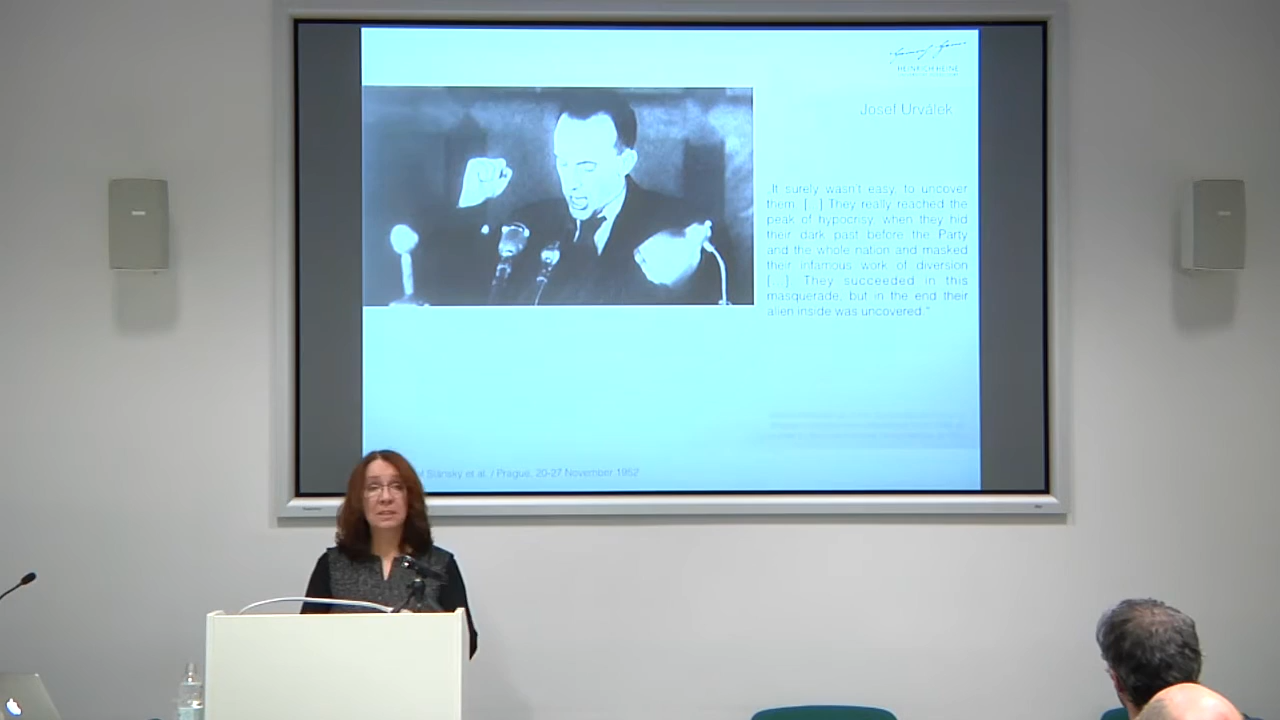 HEINRICH HEINE
Josef Urválek
„It surely wasn't easy, to uncover
them. [...] They really reached the
peak of hypocrisy, when they hid
their dark past before the Party
and the whole nation and masked
their infamous work of diversion
[...]. They succeeded in this
masquerade, but in the end their
alien inside was uncovered."
Slánsky et al. / Prague, 20-27 November 1952